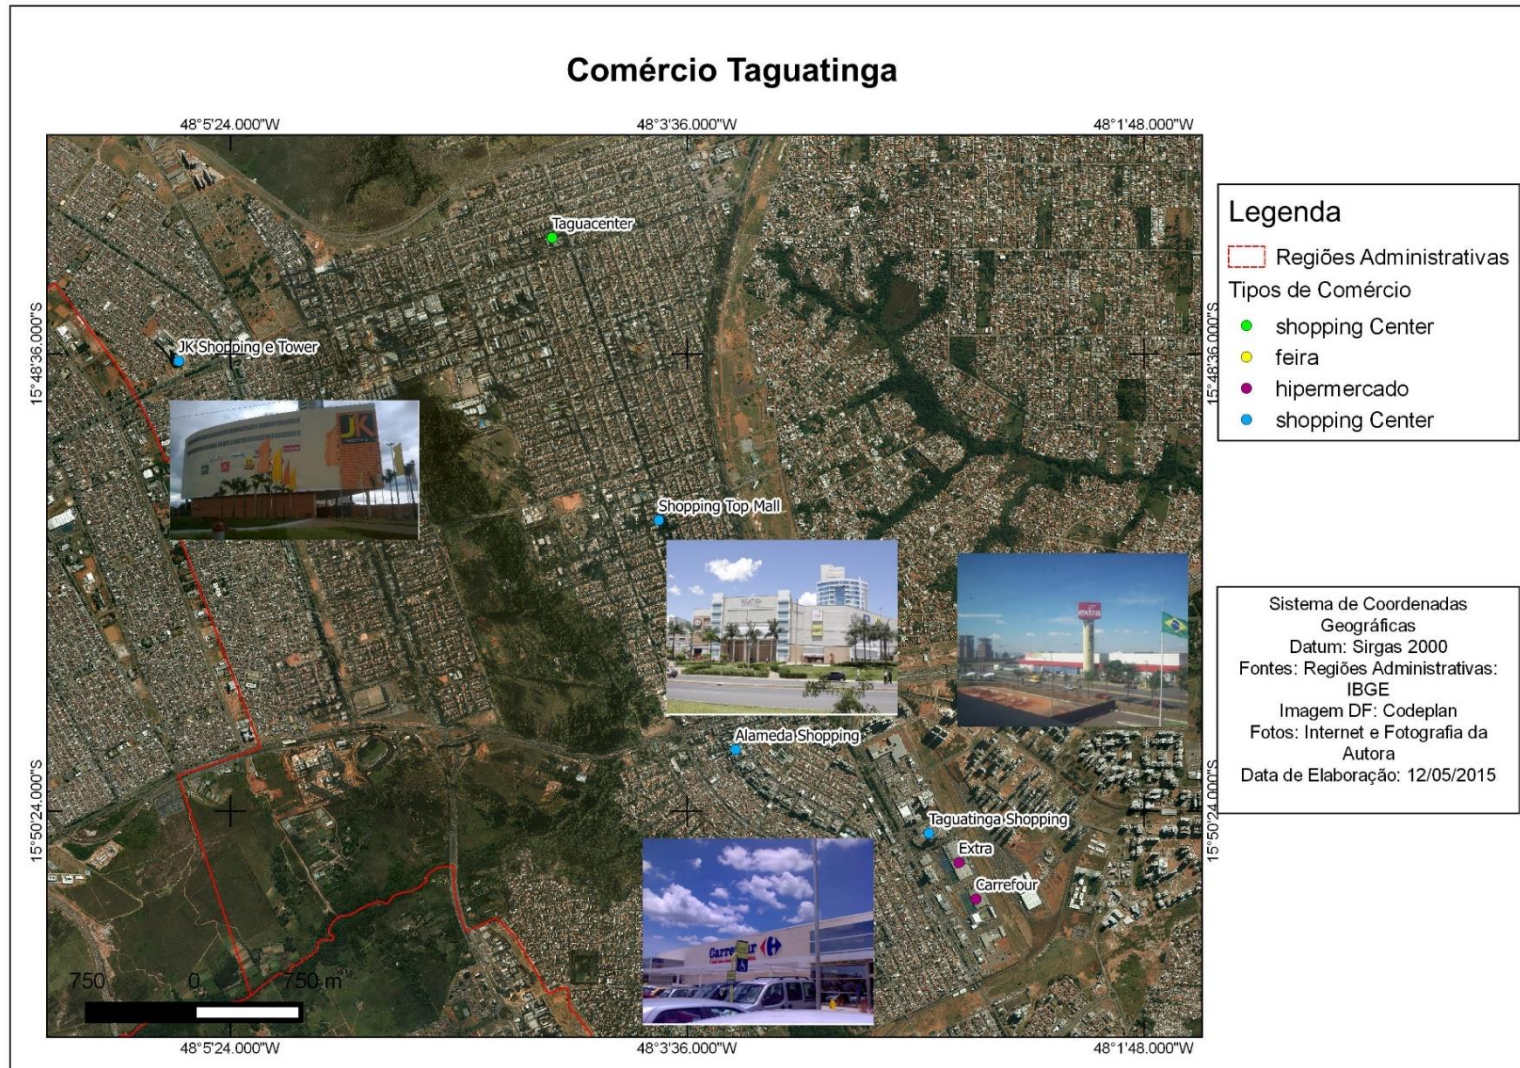 Comércio Taguatinga
48°5'24.000"W
48°3'36.000"W
48°1'48.000"W
15°48'36.000"S
15°50'24.000"S
Taguacenter
JK Shopping e Tower
JK
Shopping Top Mall
extra
Alameda Shopping
Taguatinga Shopping
Extra
Carrefour
Carrefour
750 0 750 m
48°5'24.000"W
48°3'36.000"W
48°1'48.000"W
15°48'36.000"S
15°50'24.000"S
Legenda
Regiões Administrativas
Tipos de Comércio
shopping Center
feira
hipermercado
shopping Center
Sistema de Coordenadas
Geográficas
Datum: Sirgas 2000
Fontes: Regiões Administrativas:
IBGE
Imagem DF: Codeplan
Fotos: Internet e Fotografia da
Autora
Data de Elaboração: 12/05/2015